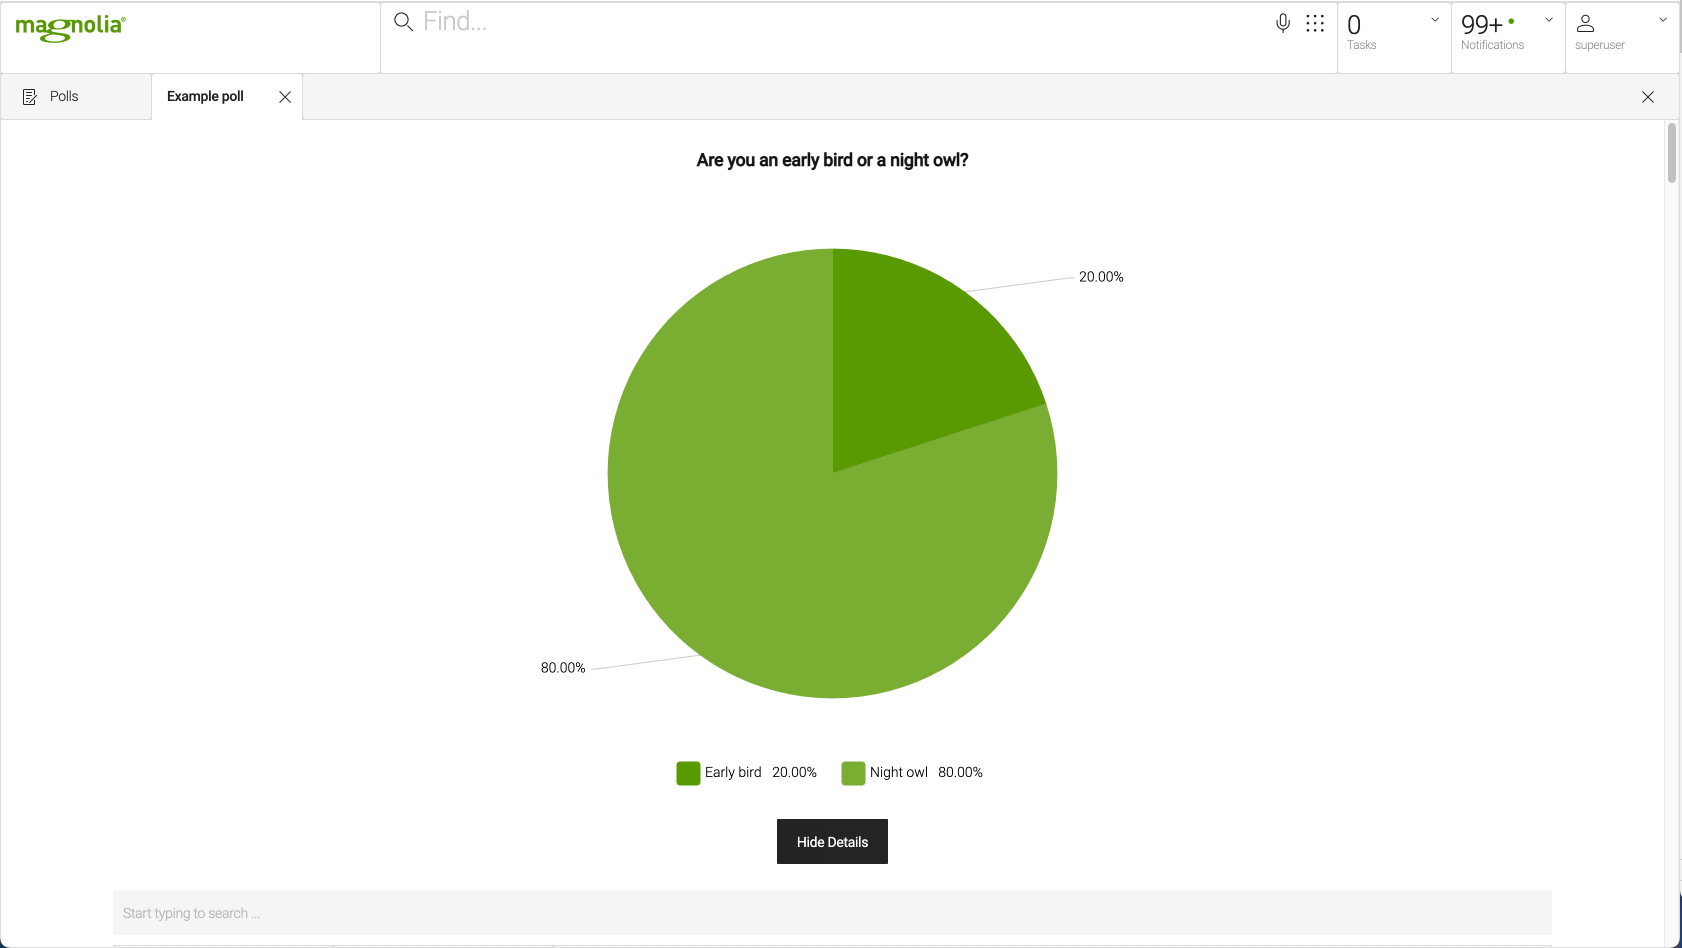 magnolia®
Find...
0
Tasks
99+
Notifications
superuser
Polls
Example poll
Are you an early bird or a night owl?
20.00%
80.00%
Early bird 20.00% Night owl 80.00%
Hide Details
Start typing to search ...